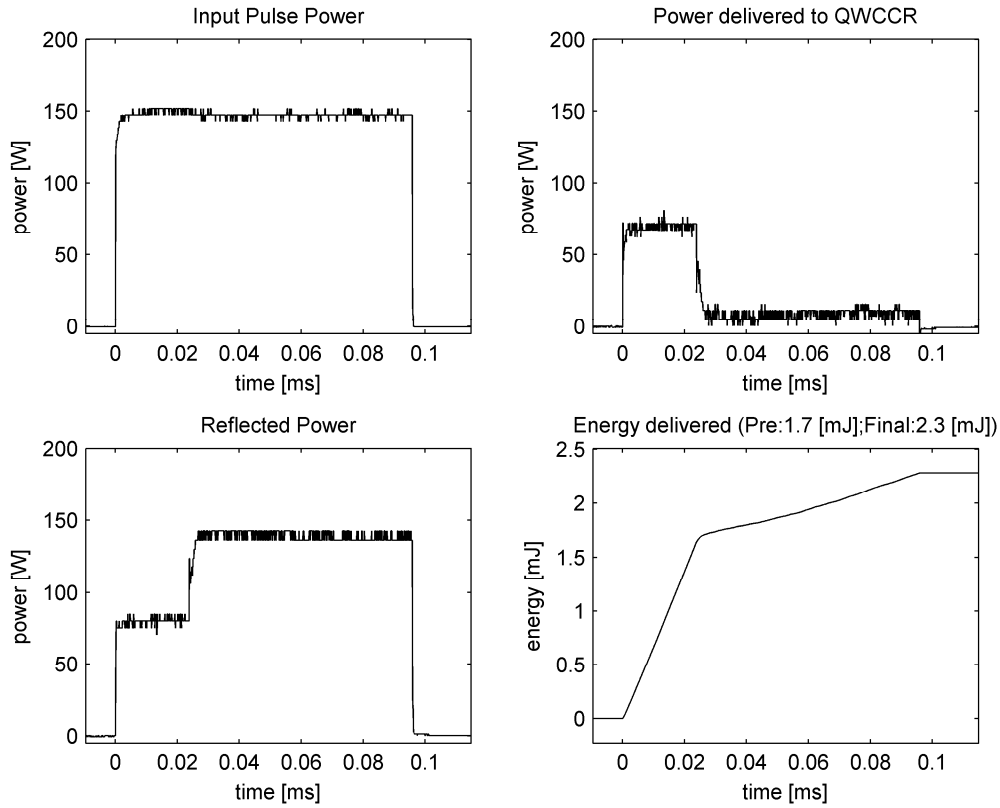 Input Pulse Power
200
150
100
50
0
power [W]
0 0.02 0.04 0.06 0.08 0.1
time [ms]
Power delivered to QWCCR
200
150
100
50
0
power [W]
0 0.02 0.04 0.06 0.08 0.1
time [ms]
Reflected Power
200
150
100
50
0
power [W]
0 0.02 0.04 0.06 0.08 0.1
time [ms]
Energy delivered (Pre:1.7 [mJ];Final:2.3 [mJ])
2.5
2
1.5
1
0.5
0
energy [mJ]
0 0.02 0.04 0.06 0.08 0.1
time [ms]